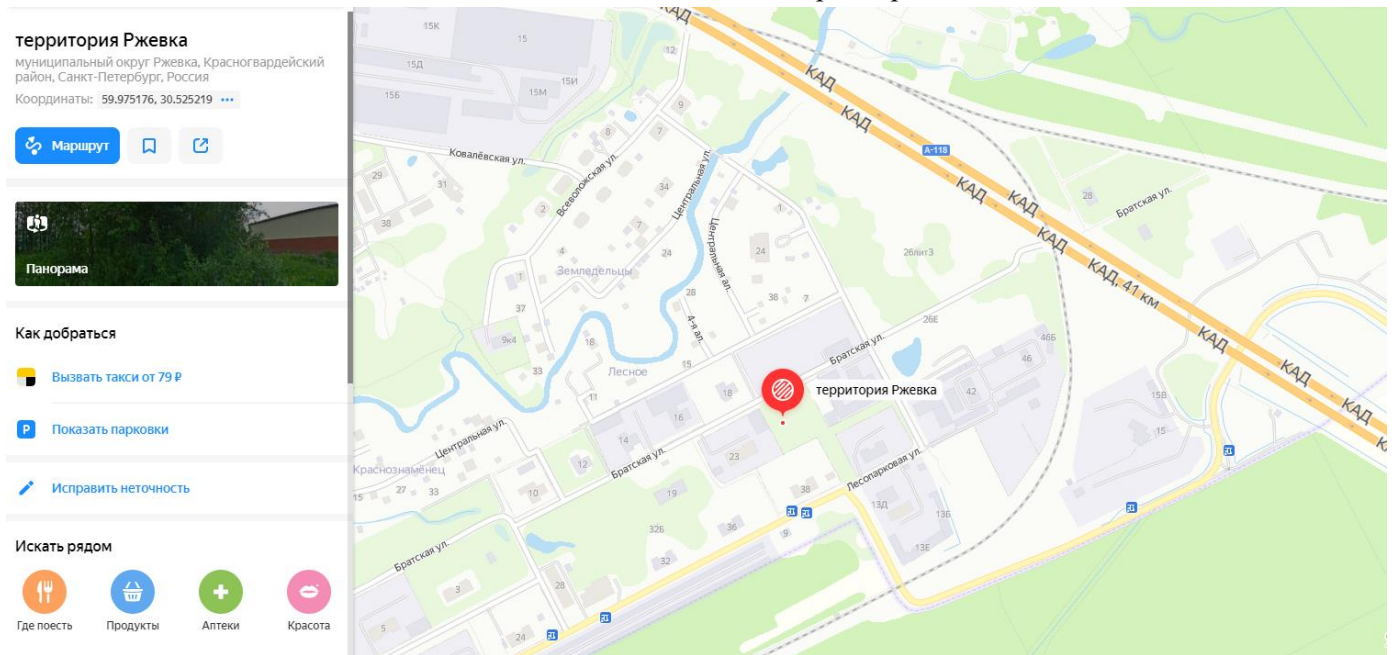 территория Ржевка
муниципальный округ Ржевка, Красногвардейский
район, Санкт-Петербург, Россия
Координаты: 59.975176, 30.525219 •••
Маршрут
Панорама
Как добраться
Вызвать такси от 79 ₽
P Показать парковки
Исправить неточность
Искать рядом
Где поесть
Продукты
Аптеки
Красота
КАД
15К
15
12
15Д
15И
15Б
15М
КАД
КАД
9
8
7
А-118
Ковалёвская ул.
Всеволожская ул.
Центральная ул.
29
31
34
КАД
КАД
28
Братская ул.
38
2
7
1
Центральная ал.
КАД
4
24
24
26литЗ
Земледельцы
1
КАД, 41 км
28
38
7
37
4-я ал.
26Е
КАД
9к4
18
Братская ул.
46Б
33
Лесное
15
46
КАД
территория Ржевка
11
18
42
15В
КАД
16
Центральная ул.
14
15
Братская ул.
23
Лесопарковая ул.
Краснознаменец
12
15
27
33
10
19
38
13Д
13Б
32Б
36
9
13Е
Братская ул.
32
3
28
5
24